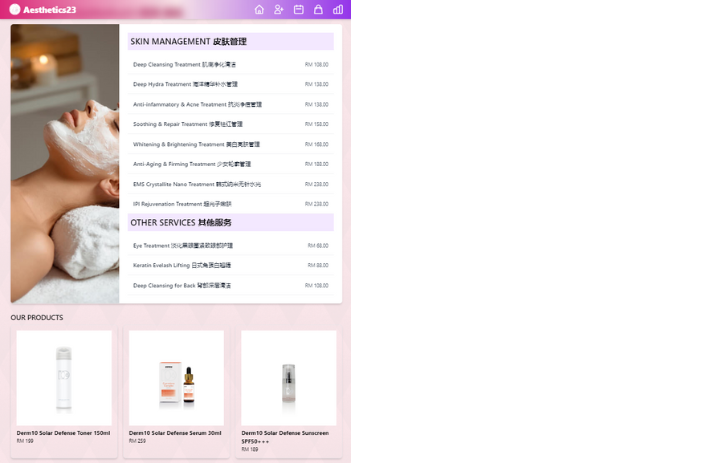 Aesthetics23
SKIN MANAGEMENT 皮肤管理
Deep Cleansing Treatment 肌底净化清洁 RM 108.00
Deep Hydra Treatment 海洋精华补水管理 RM 138.00
Anti-Inflammatory & Acne Treatment 抗炎净痘管理 RM 138.00
Soothing & Repair Treatment 修复祛红管理 RM 158.00
Whitening & Brightening Treatment 美白亮肤管理 RM 168.00
Anti-Aging & Firming Treatment 少女轮廓管理 RM 188.00
EMS Crystallite Nano Treatment 韩式纳米无针水光 RM 238.00
IPI Rejuvenation Treatment 超光子嫩肤 RM 238.00
OTHER SERVICES 其他服务
Eye Treatment 淡化黑眼圈紧致眼部护理 RM 68.00
Keratin Eyelash Lifting 日式角蛋白翘睫 RM 88.00
Deep Cleansing for Back 背部深层清洁 RM 108.00
OUR PRODUCTS
Derm10 Solar Defense Toner 150ml
RM 199
Derm10 Solar Defense Serum 30ml
RM 259
Derm10 Solar Defense Sunscreen
SPF50+++
RM 189